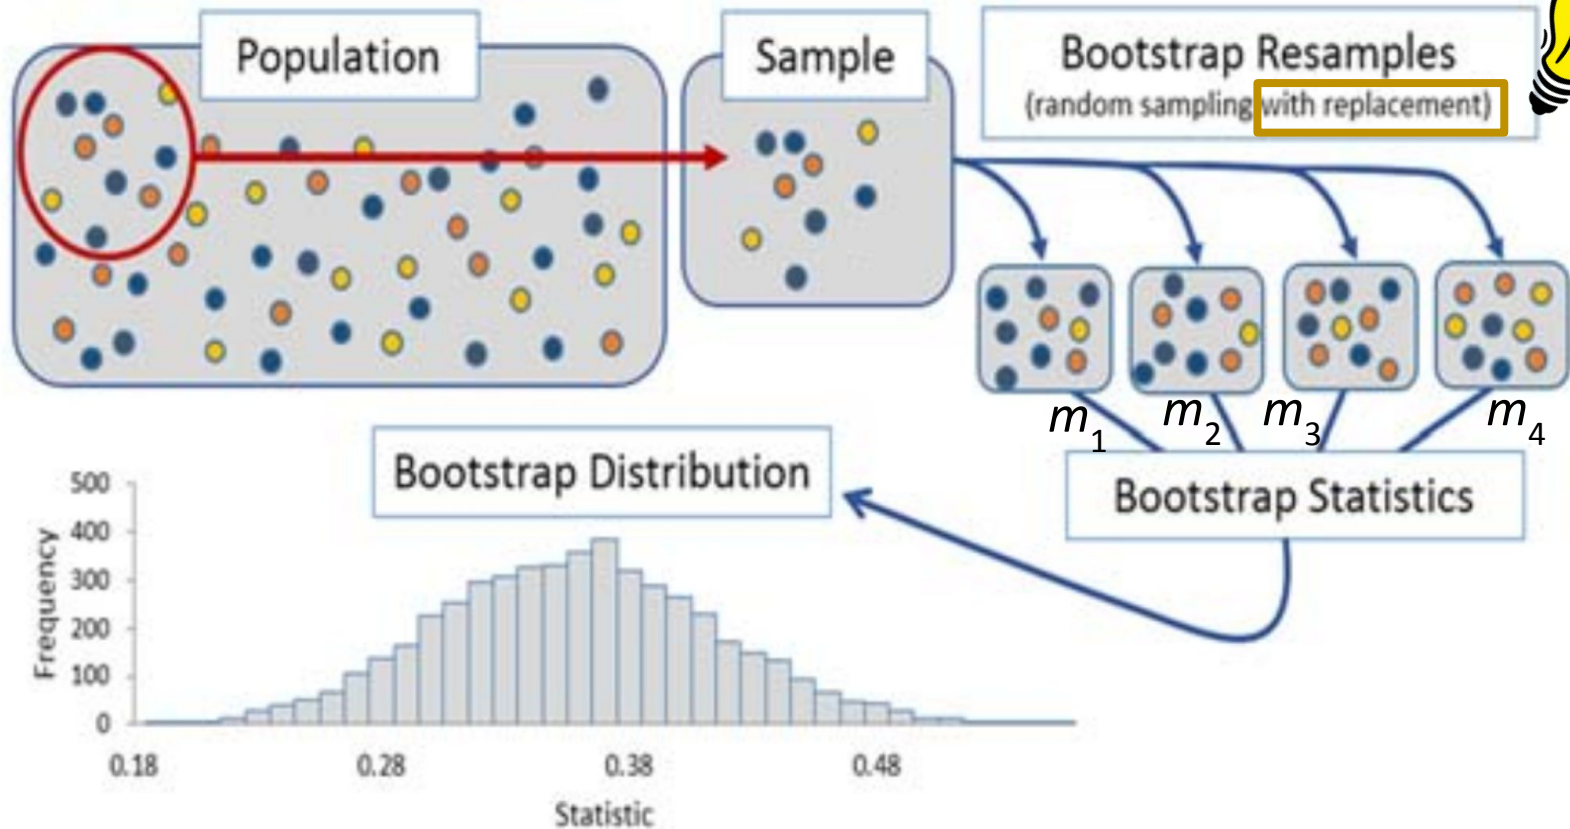 Population
Sample
Bootstrap Resamples
(random sampling with replacement)
m1
m2
m3
m4
Bootstrap Distribution
Bootstrap Statistics
500
400
300
200
100
0
Frequency
0.18
0.28
0.38
0.48
Statistic